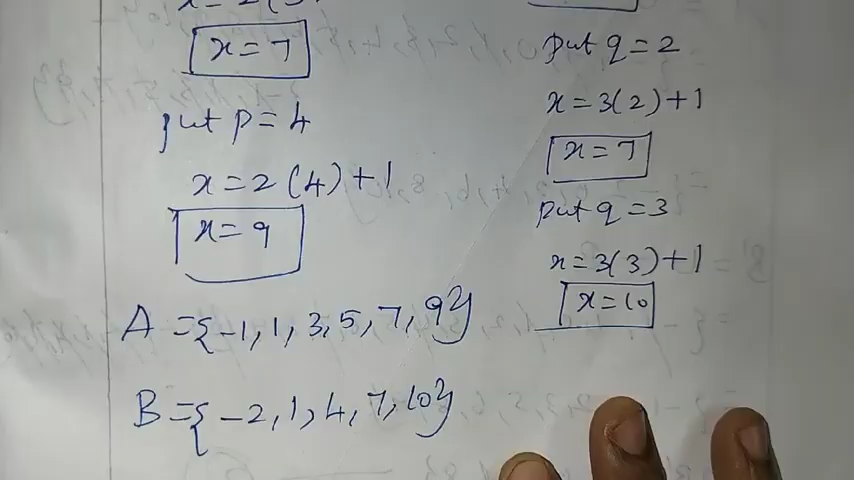 x = 7
put p = 4
x = 2 (4) + 1
x = 9
put q = 2
x = 3(2) + 1
x = 7
put q = 3
x = 3(3) + 1
x = 10
A = {-1, 1, 3, 5, 7, 9}
B = {-2, 1, 4, 7, 10}